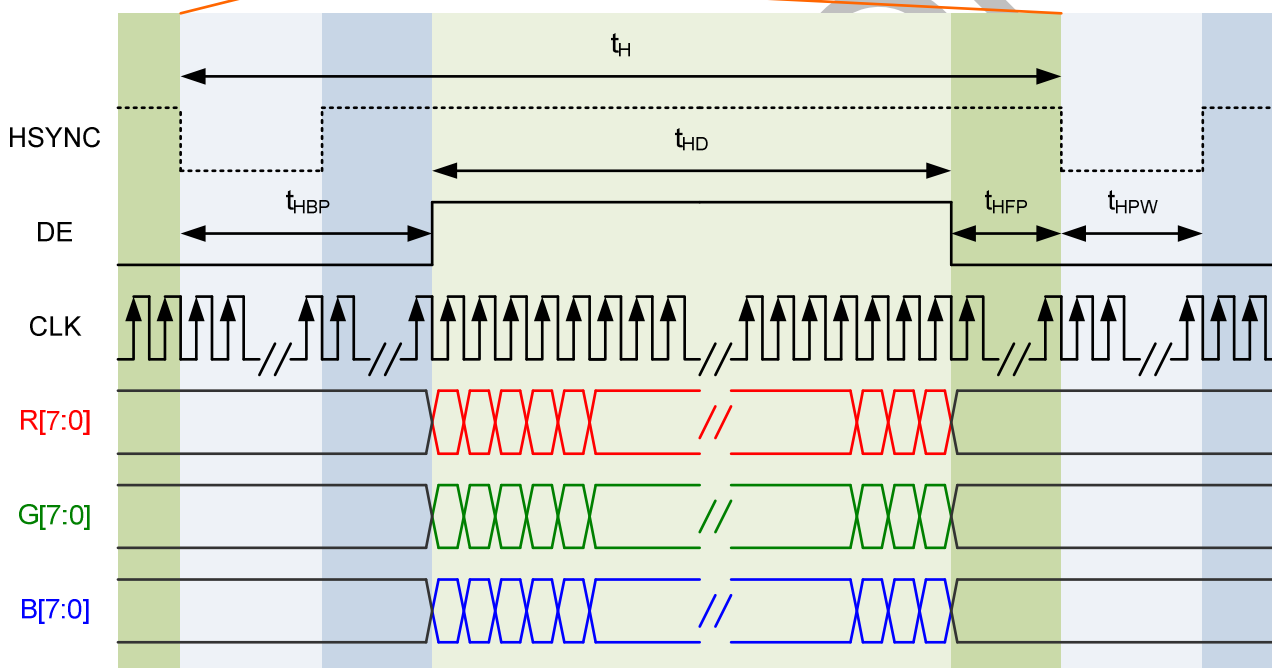 tH
HSYNC
tHD
tHBP
tHFP
tHPW
DE
CLK
R[7:0]
G[7:0]
B[7:0]